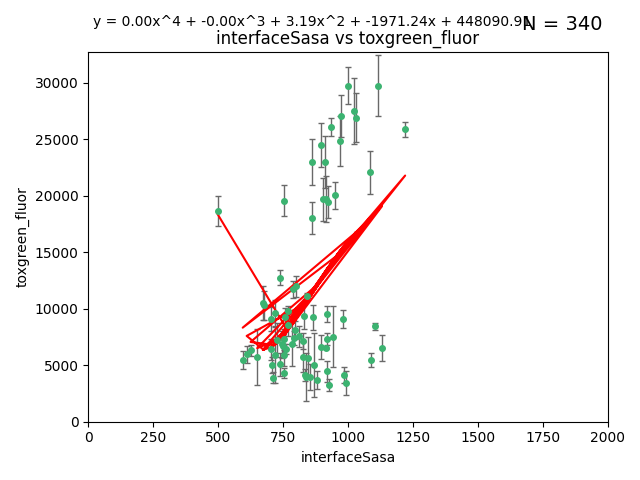 y = 0.00x^4 + -0.00x^3 + 3.19x^2 + -1971.24x + 448090.91
N = 340
interfaceSasa vs toxgreen_fluor
30000
25000
20000
15000
10000
5000
0
toxgreen_fluor
0 250 500 750 1000 1250 1500 1750 2000
interfaceSasa